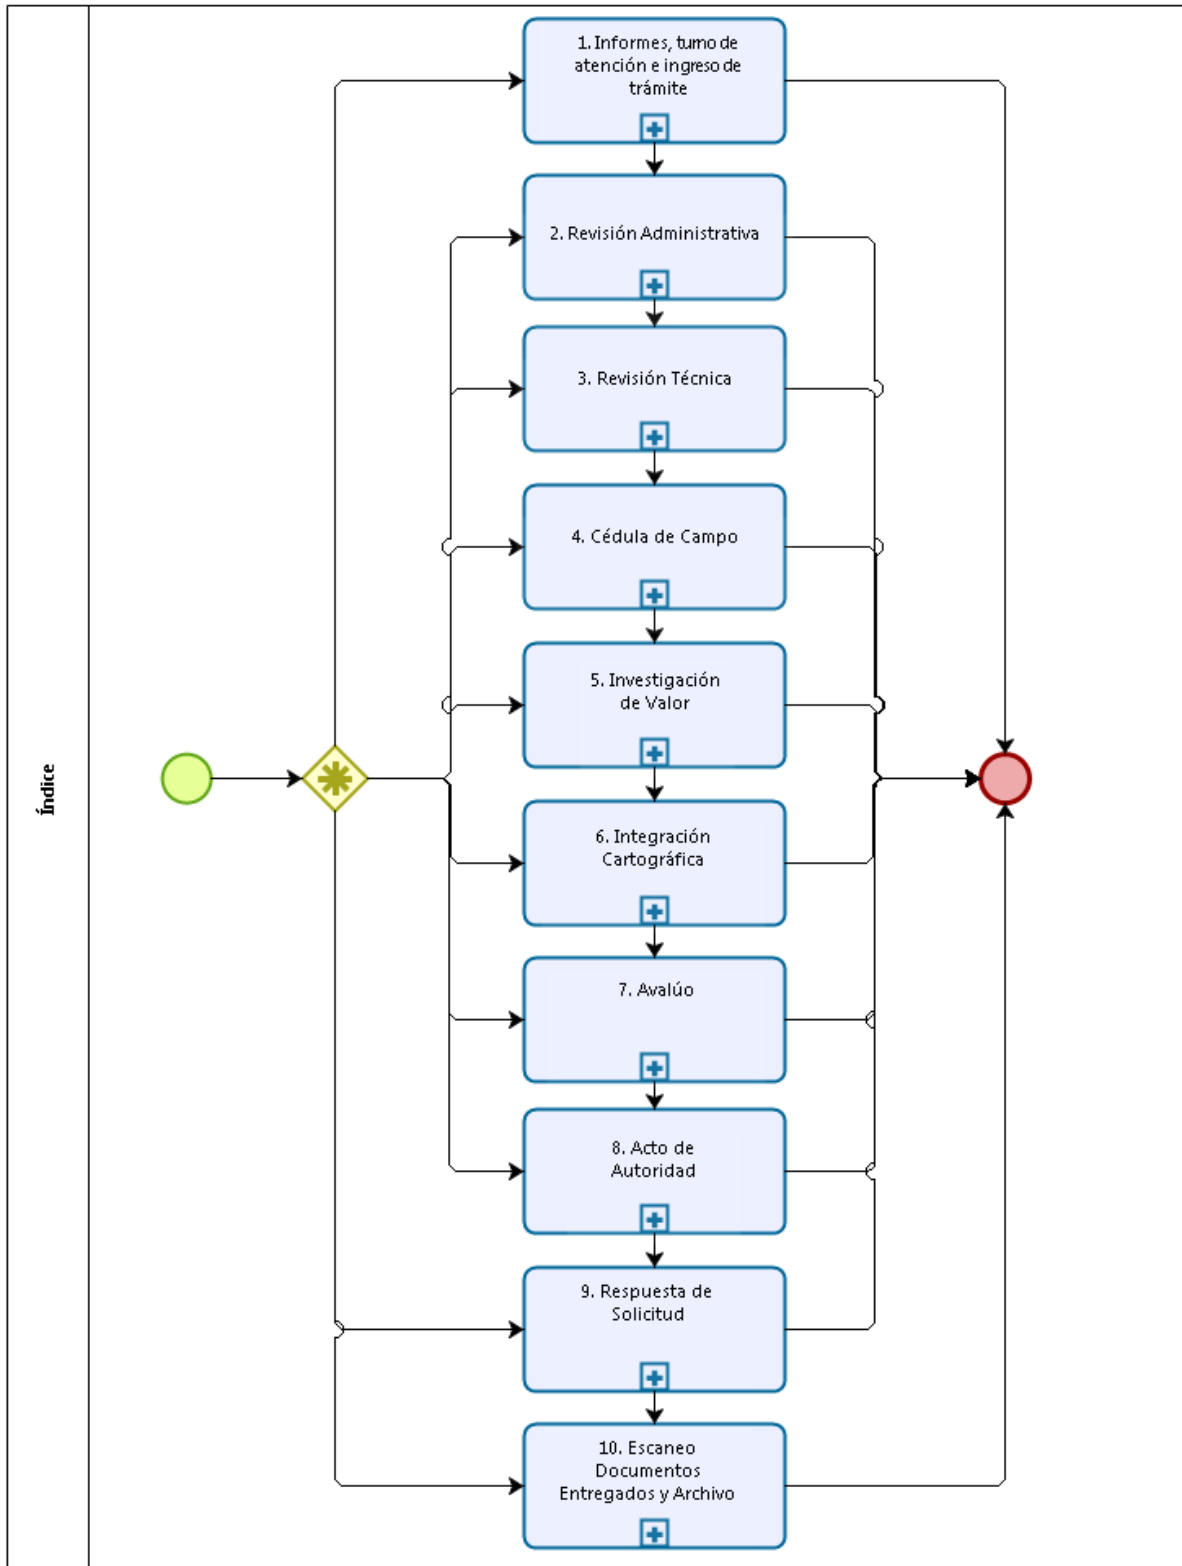 1. Informes, turno de
atención e ingreso de
trámite
2. Revisión Administrativa
3. Revisión Técnica
4. Cédula de Campo
5. Investigación
de Valor
Índice
6. Integración
Cartográfica
7. Avalúo
8. Acto de
Autoridad
9. Respuesta de
Solicitud
10. Escaneo
Documentos
Entregados y Archivo